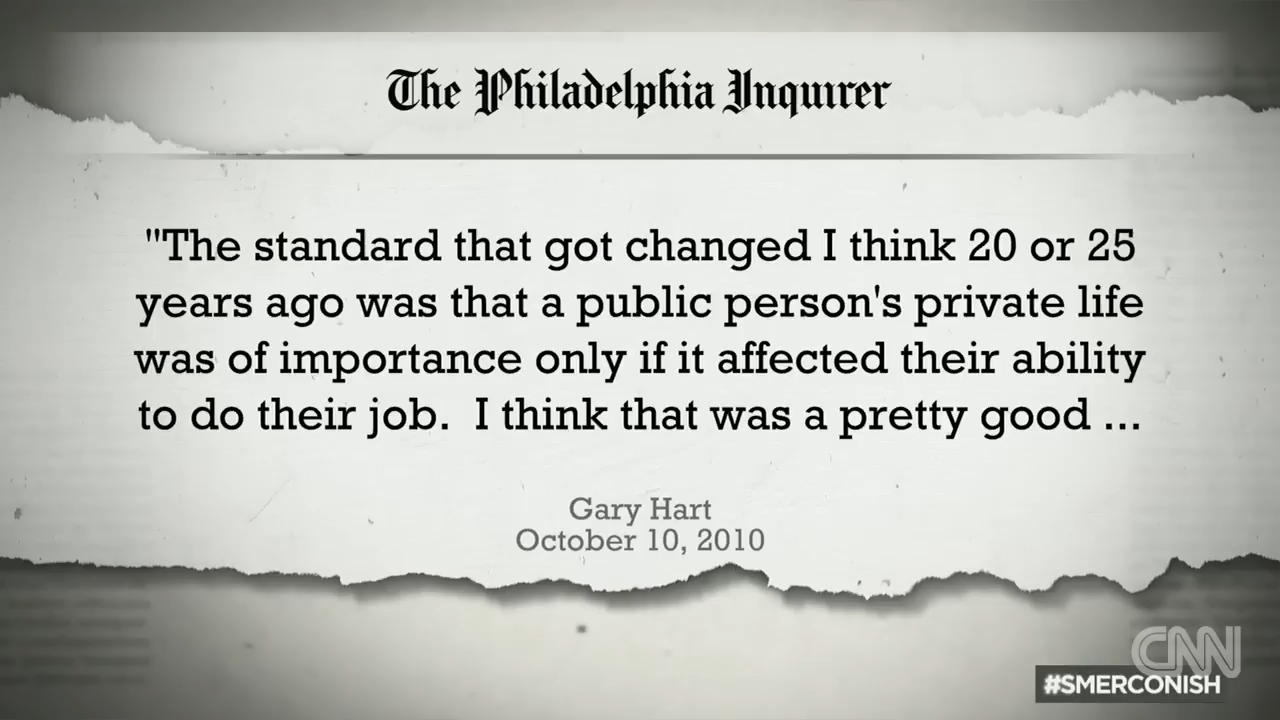 The Philadelphia Inquirer
"The standard that got changed I think 20 or 25
years ago was that a public person's private life
was of importance only if it affected their ability
to do their job.  I think that was a pretty good ...
Gary Hart
October 10, 2010
CNN
#SMERCONISH